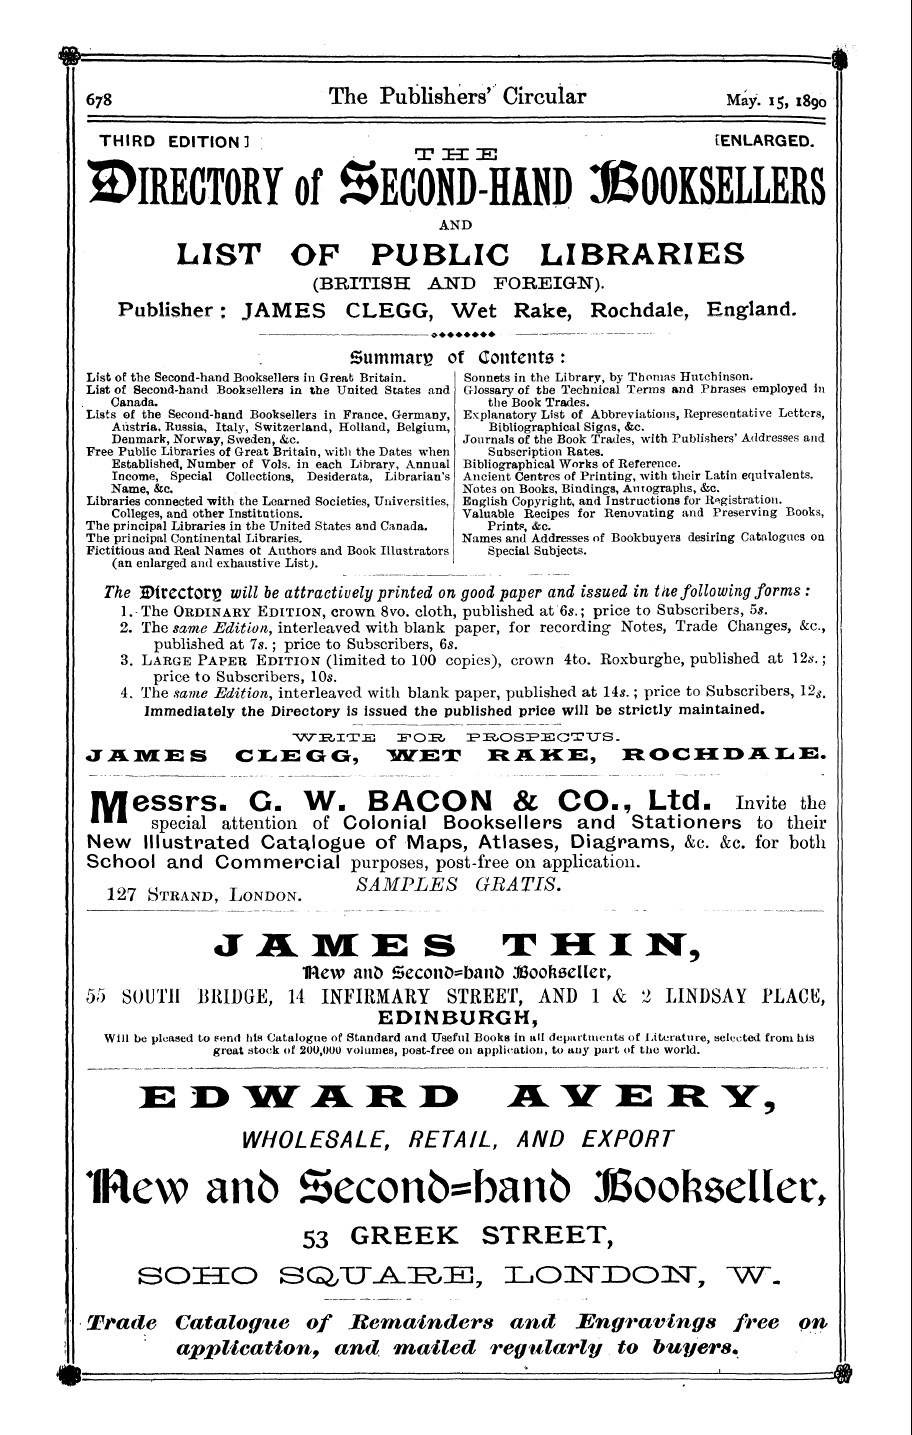 678 The Publishers' Circular May. 15, 1890
THIRD EDITION] [ENLARGED.
THE
DIRECTORY of SECOND-HAND BOOKSELLERS
AND
LIST OF PUBLIC LIBRARIES
(BRITISH AND FOREIGN).
Publisher: JAMES CLEGG, Wet Rake, Rochdale, England.
Summary of Contents:
List of the Second-hand Booksellers in Great Britain.
List of Second-hand Booksellers in the United States and
Canada.
Lists of the Second-hand Booksellers in France, Germany,
Austria, Russia, Italy, Switzerland, Holland, Belgium,
Denmark, Norway, Sweden, &c.
Free Public Libraries of Great Britain, with the Dates when
Established, Number of Vols. in each Library, Annual
Income, Special Collections, Desiderata, Librarian's
Name, &c.
Libraries connected with the Learned Societies, Universities,
Colleges, and other Institutions.
The principal Libraries in the United States and Canada.
The principal Continental Libraries.
Fictitious and Real Names of Authors and Book Illustrators
(an enlarged and exhaustive List).
Sonnets in the Library, by Thomas Hutchinson.
Glossary of the Technical Terms and Phrases employed in
the Book Trades.
Explanatory List of Abbreviations, Representative Letters,
Bibliographical Signs, &c.
Journals of the Book Trades, with Publishers' Addresses and
Subscription Rates.
Bibliographical Works of Reference.
Ancient Centres of Printing, with their Latin equivalents.
Notes on Books, Bindings, Autographs, &c.
English Copyright, and Instructions for Registration.
Valuable Recipes for Renovating and Preserving Books,
Prints, &c.
Names and Addresses of Bookbuyers desiring Catalogues on
Special Subjects.
The Directory will be attractively printed on good paper and issued in the following forms:
1. The ORDINARY EDITION, crown 8vo. cloth, published at 6s.; price to Subscribers, 5s.
2. The same Edition, interleaved with blank paper, for recording Notes, Trade Changes, &c.,
published at 7s.; price to Subscribers, 6s.
3. LARGE PAPER EDITION (limited to 100 copies), crown 4to. Roxburghe, published at 12s.;
price to Subscribers, 10s.
4. The same Edition, interleaved with blank paper, published at 14s.; price to Subscribers, 12s.
Immediately the Directory is issued the published price will be strictly maintained.
WRITE FOR PROSPECTUS.
JAMES CLEGG, WET RAKE, ROCHDALE.
Messrs. G. W. BACON & CO., Ltd. Invite the
special attention of Colonial Booksellers and Stationers to their
New Illustrated Catalogue of Maps, Atlases, Diagrams, &c. &c. for both
School and Commercial purposes, post-free on application.
SAMPLES GRATIS.
127 STRAND, LONDON.
JAMES THIN,
New and Second=hand Bookseller,
55 SOUTH BRIDGE, 14 INFIRMARY STREET, AND 1 & 2 LINDSAY PLACE,
EDINBURGH,
Will be pleased to send his Catalogue of Standard and Useful Books in all departments of Literature, selected from his
great stock of 200,000 volumes, post-free on application, to any part of the world.
EDWARD AVERY,
WHOLESALE, RETAIL, AND EXPORT
New and Second=hand Bookseller,
53 GREEK STREET,
SOHO SQUARE, LONDON, W.
Trade Catalogue of Remainders and Engravings free on
application, and mailed regularly to buyers.